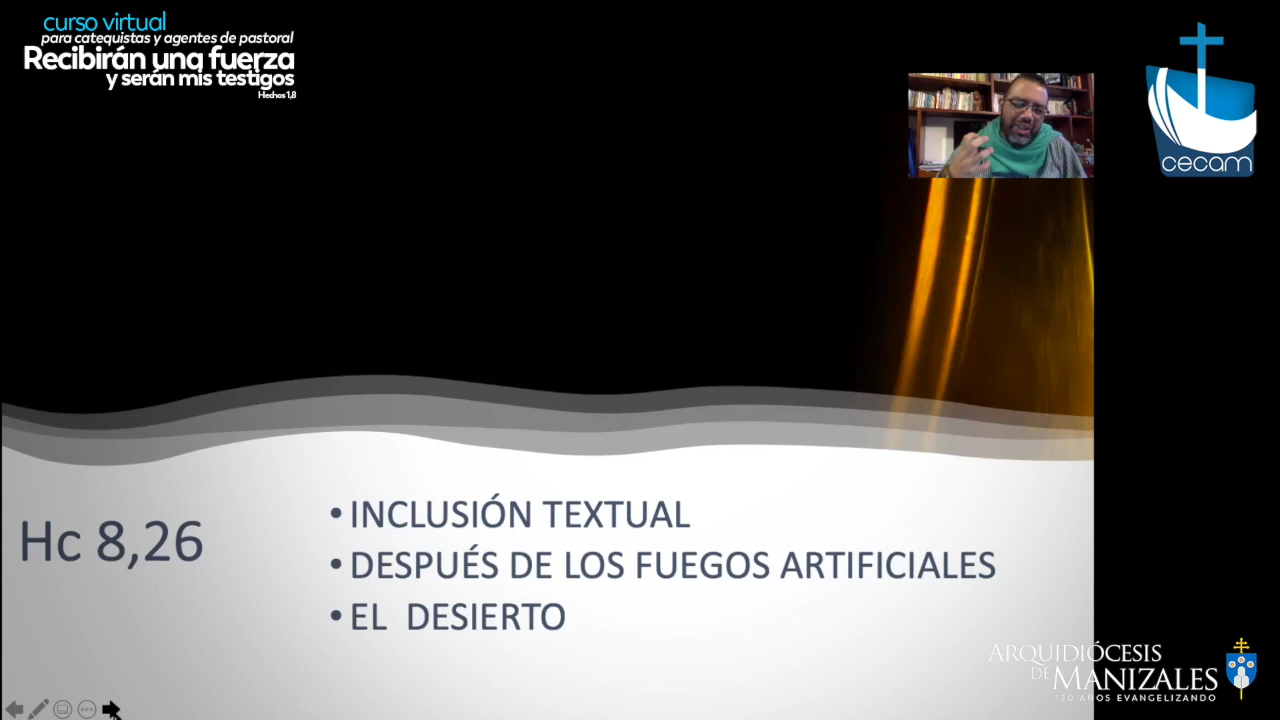 curso virtual
para catequistas y agentes de pastoral
Recibirán una fuerza
y serán mis testigos
Hechos 1,8
cecam
Hc 8,26
• INCLUSIÓN TEXTUAL
• DESPUÉS DE LOS FUEGOS ARTIFICIALES
• EL DESIERTO
ARQUIDIÓCESIS
DE MANIZALES
120 AÑOS EVANGELIZANDO